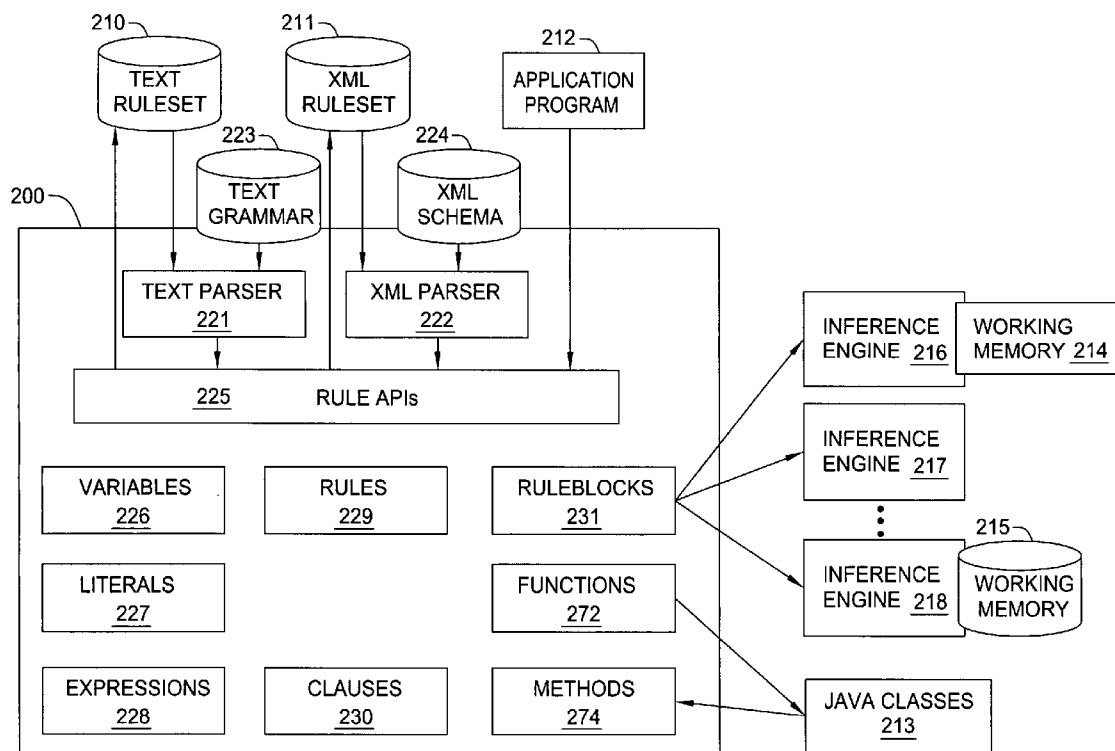 210
211
212
TEXT
RULESET
XML
RULESET
APPLICATION
PROGRAM
223
224
TEXT
GRAMMAR
XML
SCHEMA
200
TEXT PARSER
221
XML PARSER
222
225 RULE APIs
INFERENCE
ENGINE 216
WORKING
MEMORY 214
INFERENCE
ENGINE 217
VARIABLES
226
RULES
229
RULEBLOCKS
231
215
INFERENCE
ENGINE 218
WORKING
MEMORY
LITERALS
227
FUNCTIONS
272
EXPRESSIONS
228
CLAUSES
230
METHODS
274
JAVA CLASSES
213